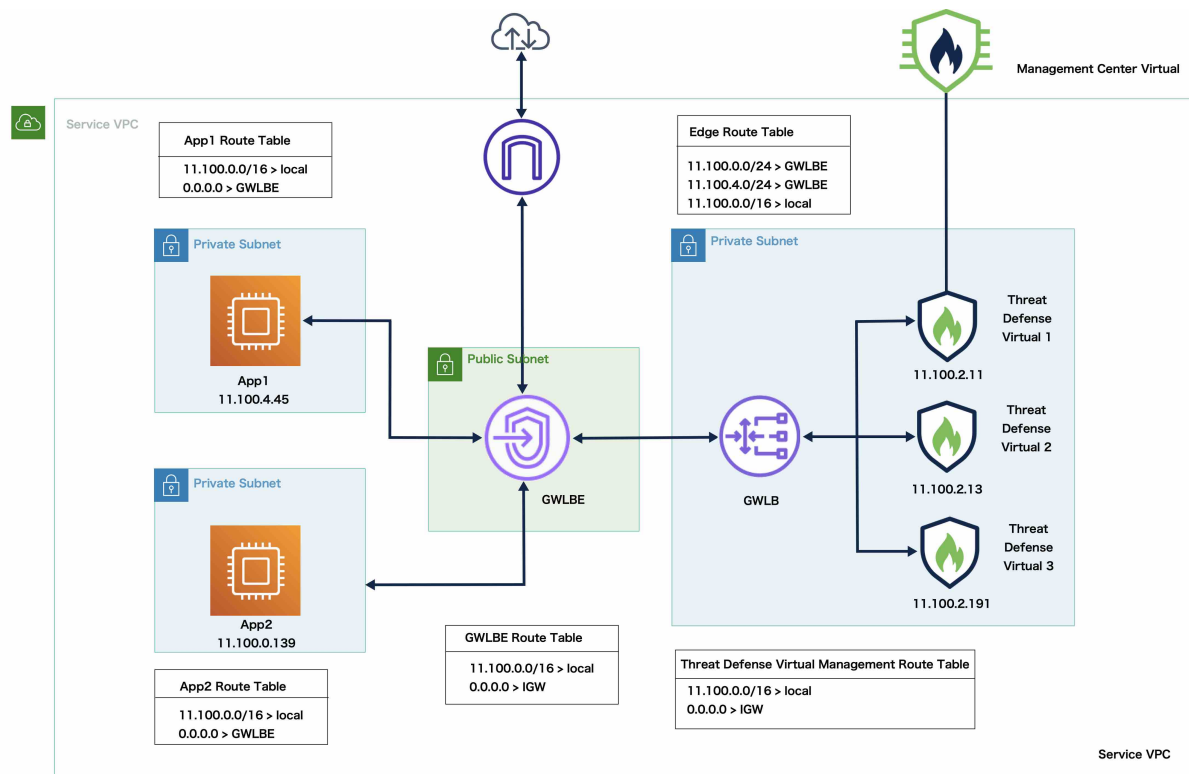 Management Center Virtual
Service VPC
App1 Route Table
11.100.0.0/16 > local
0.0.0.0 > GWLBE
Edge Route Table
11.100.0.0/24 > GWLBE
11.100.4.0/24 > GWLBE
11.100.0.0/16 > local
Private Subnet
App1
11.100.4.45
Private Subnet
Threat
Defense
Virtual 1
11.100.2.11
Threat
Defense
Virtual 2
11.100.2.13
Threat
Defense
Virtual 3
11.100.2.191
Public Subnet
GWLBE
GWLB
Private Subnet
App2
11.100.0.139
App2 Route Table
11.100.0.0/16 > local
0.0.0.0 > GWLBE
GWLBE Route Table
11.100.0.0/16 > local
0.0.0.0 > IGW
Threat Defense Virtual Management Route Table
11.100.0.0/16 > local
0.0.0.0 > IGW
Service VPC